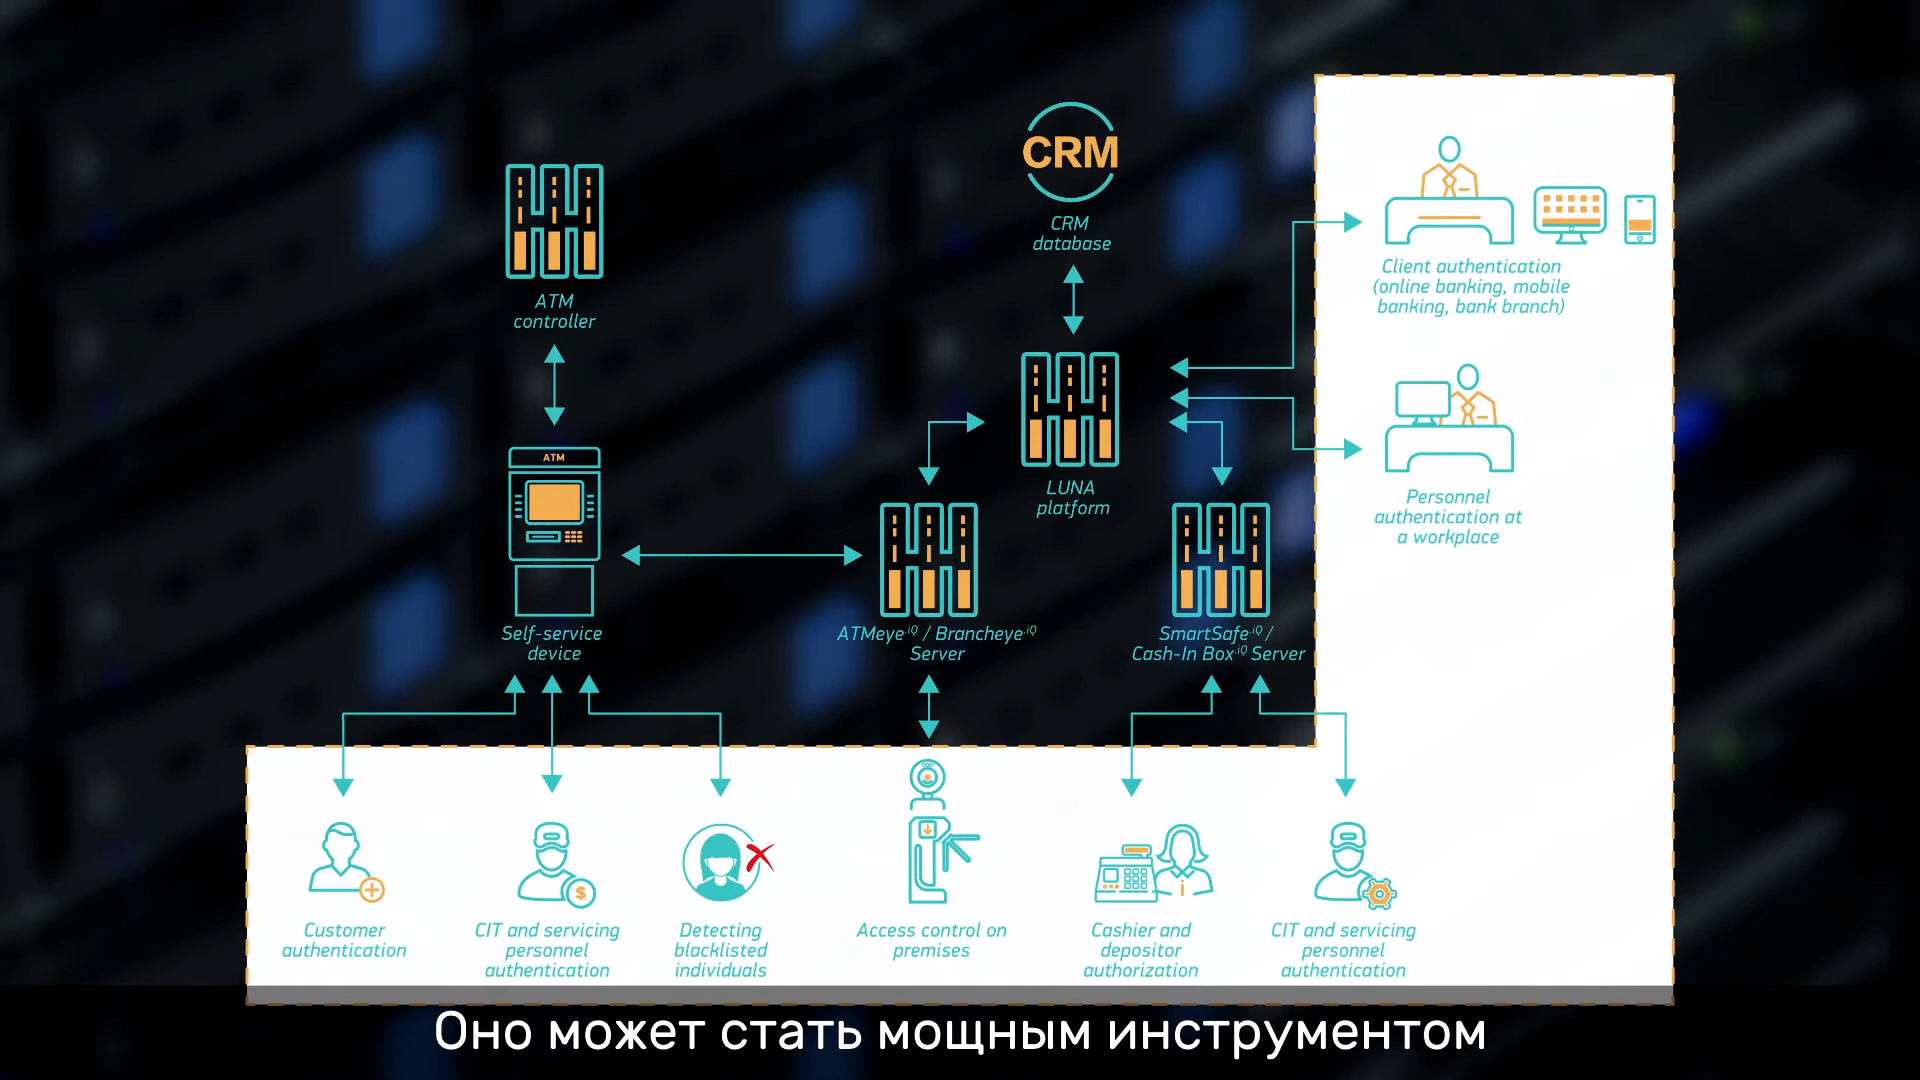 CRM
CRM
database
ATM
controller
Client authentication
(online banking, mobile
banking, bank branch)
ATM
LUNA
platform
Personnel
authentication at
a workplace
Self-service
device
ATMeye.iQ / Brancheye.iQ
Server
SmartSafe.iQ /
Cash-In Box.iQ Server
$
Customer
authentication
CIT and servicing
personnel
authentication
Detecting
blacklisted
individuals
Access control on
premises
Cashier and
depositor
authorization
CIT and servicing
personnel
authentication
Оно может стать мощным инструментом